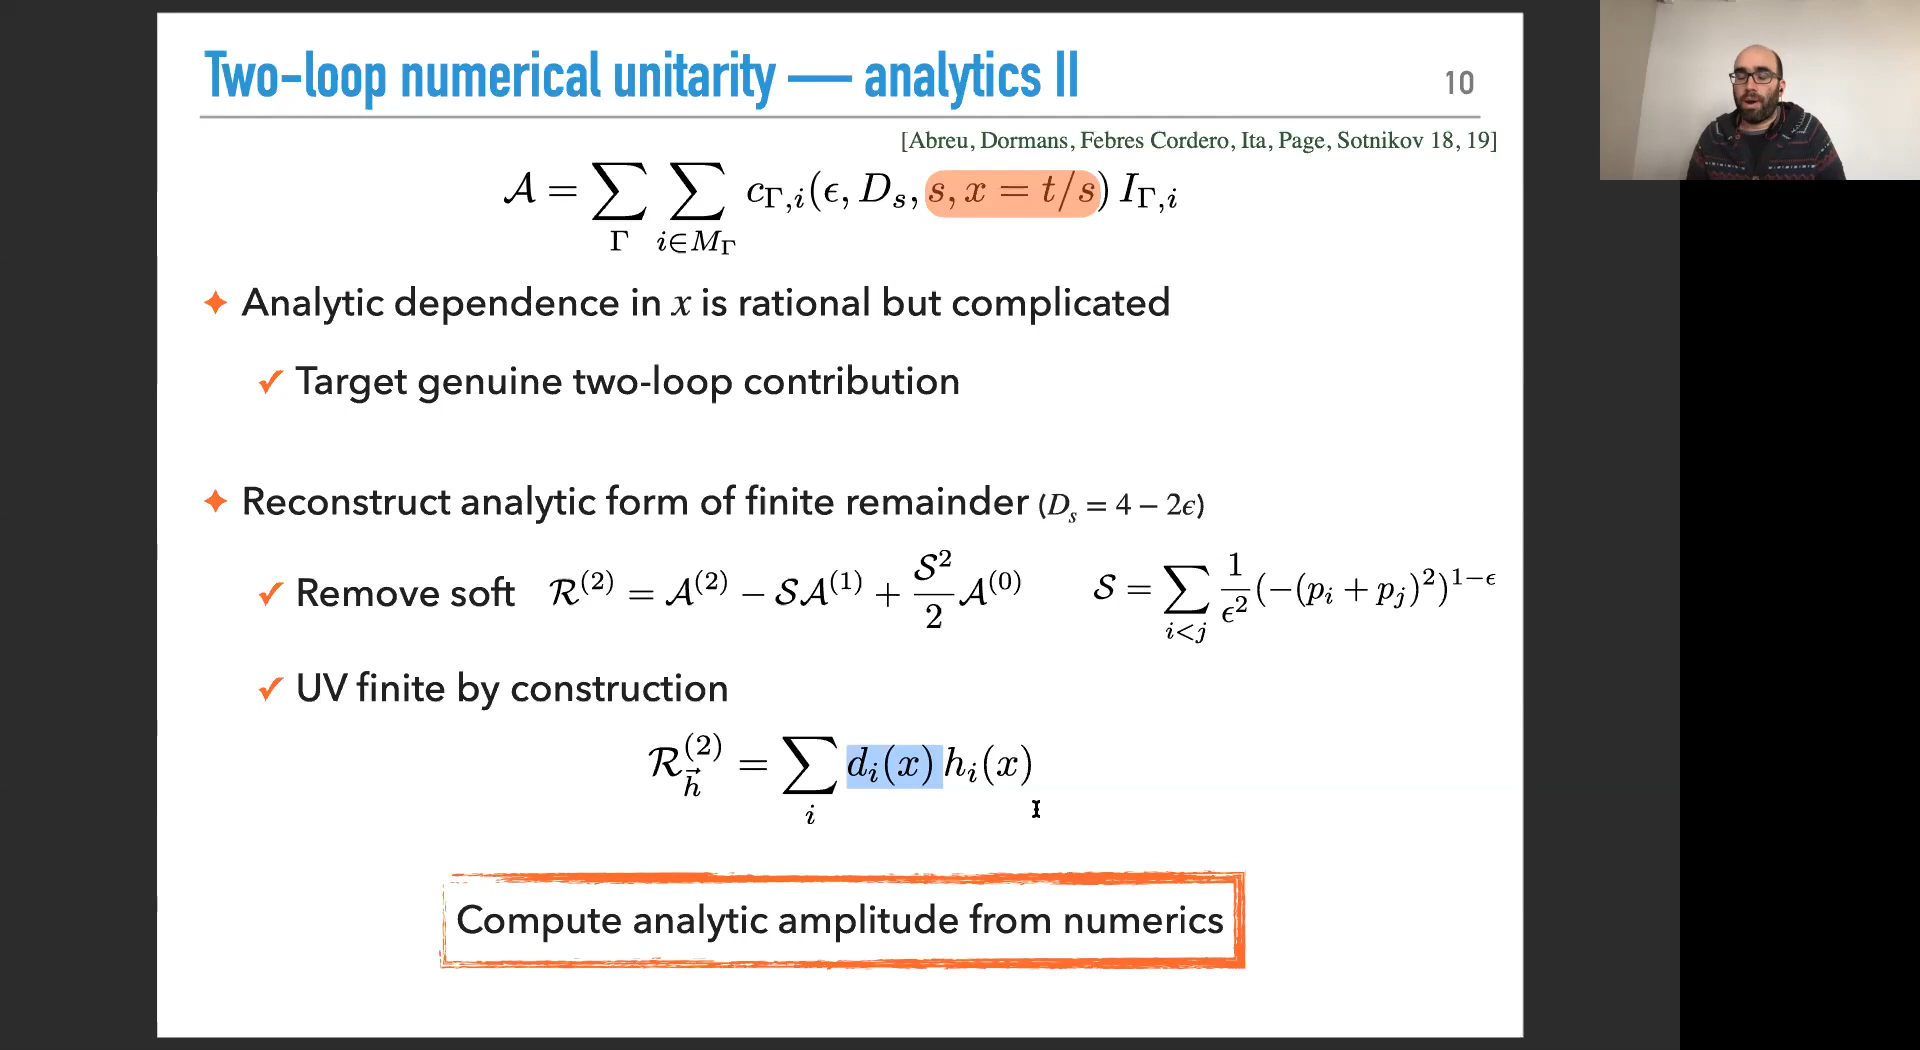 Two-loop numerical unitarity — analytics II
10
[Abreu, Dormans, Febres Cordero, Ita, Page, Sotnikov 18, 19]
𝒜 = ∑_Γ ∑_{i∈M_Γ} c_{Γ,i}(ϵ, D_s, s, x = t/s) I_{Γ,i}
✦ Analytic dependence in x is rational but complicated
✓ Target genuine two-loop contribution
✦ Reconstruct analytic form of finite remainder (D_s = 4 − 2ϵ)
✓ Remove soft ℛ^{(2)} = 𝒜^{(2)} − 𝒮𝒜^{(1)} + 𝒮²/2 𝒜^{(0)} 𝒮 = ∑_{i<j} 1/ϵ² (−(p_i + p_j)²)^{1−ϵ}
✓ UV finite by construction
ℛ^{(2)}_{h⃗} = ∑_i d_i(x) h_i(x)
Compute analytic amplitude from numerics